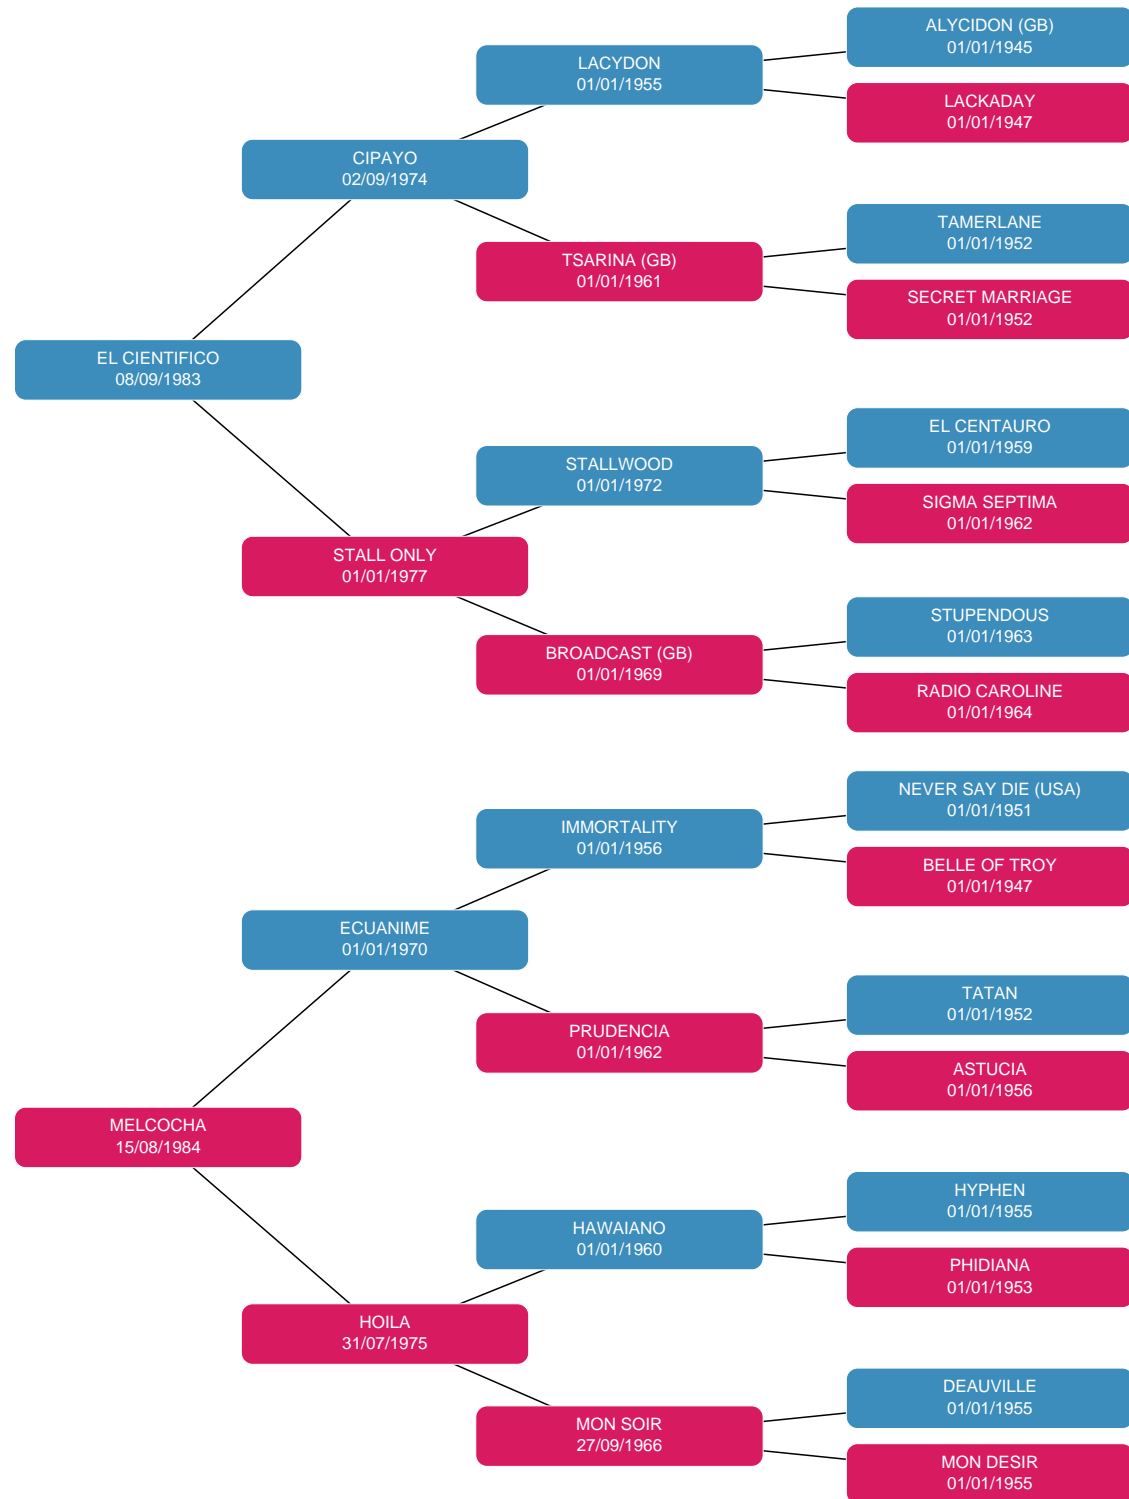 ALYCIDON (GB)
01/01/1945
LACYDON
01/01/1955
LACKADAY
01/01/1947
CIPAYO
02/09/1974
TAMERLANE
01/01/1952
TSARINA (GB)
01/01/1961
SECRET MARRIAGE
01/01/1952
EL CIENTIFICO
08/09/1983
EL CENTAURO
01/01/1959
STALLWOOD
01/01/1972
SIGMA SEPTIMA
01/01/1962
STALL ONLY
01/01/1977
STUPENDOUS
01/01/1963
BROADCAST (GB)
01/01/1969
RADIO CAROLINE
01/01/1964
NEVER SAY DIE (USA)
01/01/1951
IMMORTALITY
01/01/1956
BELLE OF TROY
01/01/1947
ECUANIME
01/01/1970
TATAN
01/01/1952
PRUDENCIA
01/01/1962
ASTUCIA
01/01/1956
MELCOCHA
15/08/1984
HYPHEN
01/01/1955
HAWAIANO
01/01/1960
PHIDIANA
01/01/1953
HOILA
31/07/1975
DEAUVILLE
01/01/1955
MON SOIR
27/09/1966
MON DESIR
01/01/1955